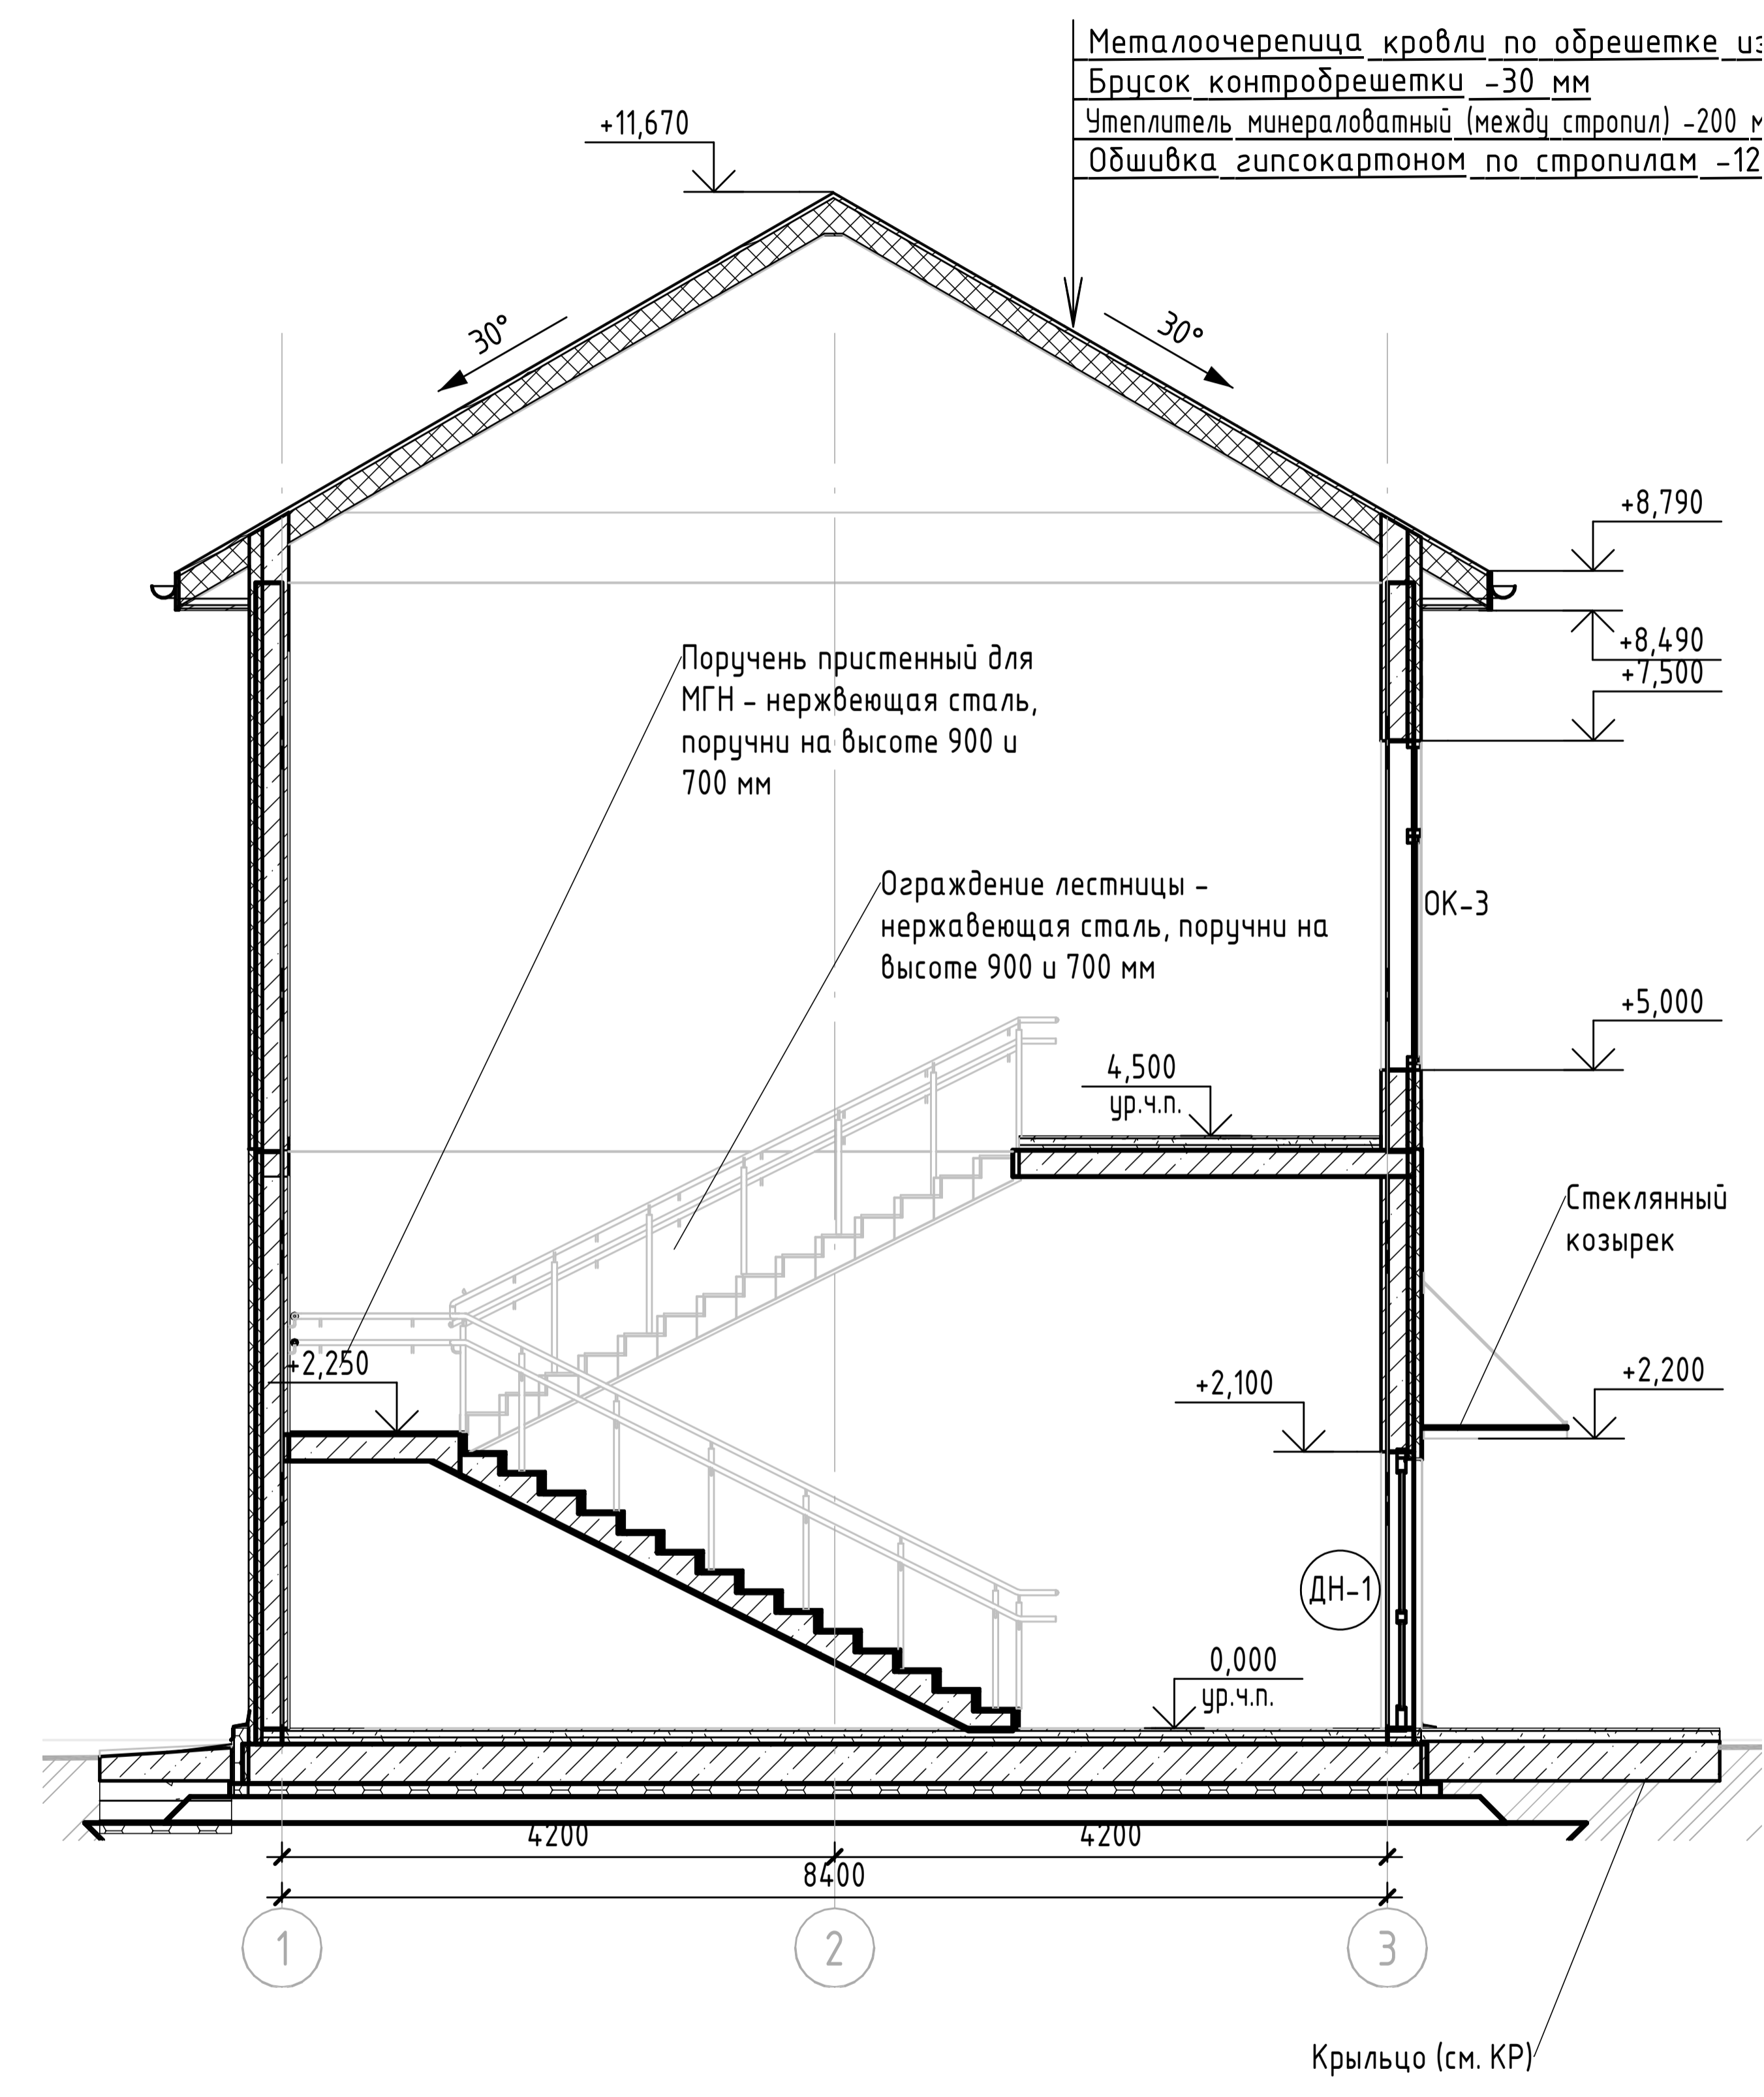 Металоочерепица кровли по обрешетке из
Брусок контробрешетки -30 мм
Утеплитель минераловатный (между стропил) -200 м
Обшивка гипсокартоном по стропилам -12
+11,670
30°
30°
+8,790
+8,490
+7,500
Поручень пристенный для
МГН - нержвеющая сталь,
поручни на высоте 900 и
700 мм
Ограждение лестницы -
нержавеющая сталь, поручни на
высоте 900 и 700 мм
ОК-3
+5,000
4,500
ур.ч.п.
Стеклянный
козырек
+2,250
+2,100
+2,200
ДН-1
0,000
ур.ч.п.
4200
4200
8400
1
2
3
Крыльцо (см. КР)